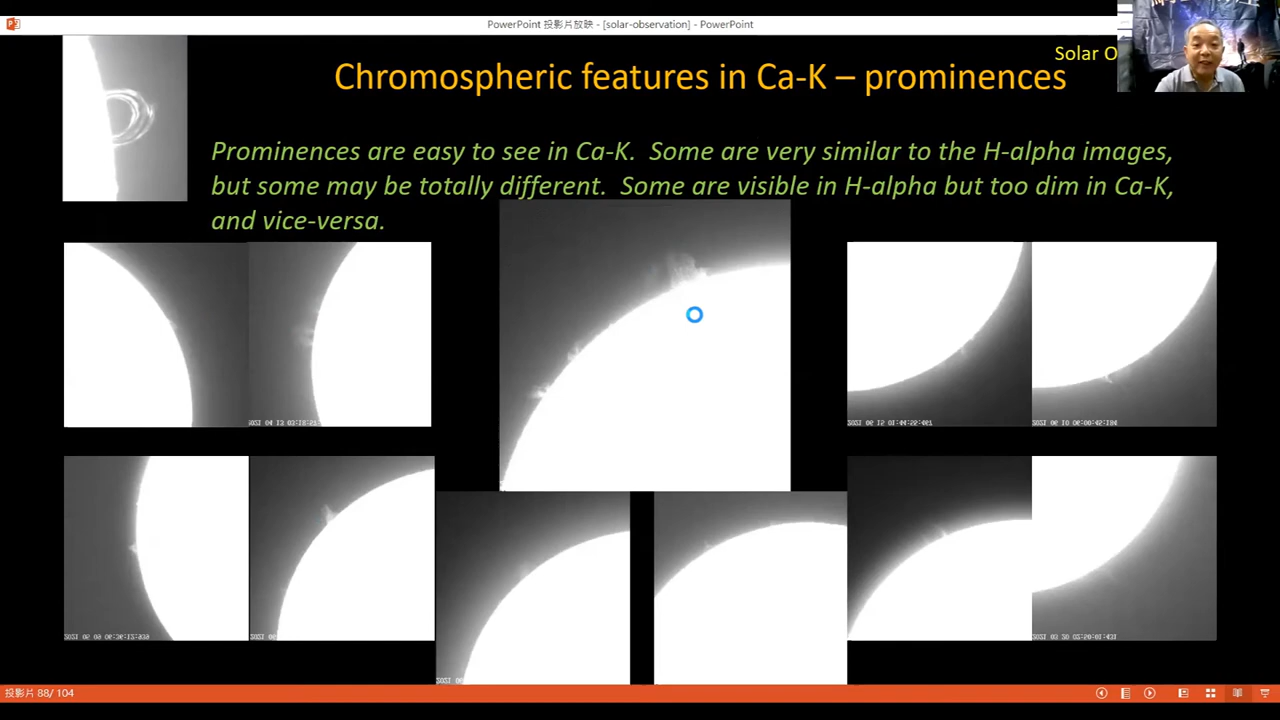 PowerPoint 投影片放映 - [solar-observation] - PowerPoint
Solar O
Chromospheric features in Ca-K – prominences
Prominences are easy to see in Ca-K. Some are very similar to the H-alpha images,
but some may be totally different. Some are visible in H-alpha but too dim in Ca-K,
and vice-versa.
投影片 88/ 104